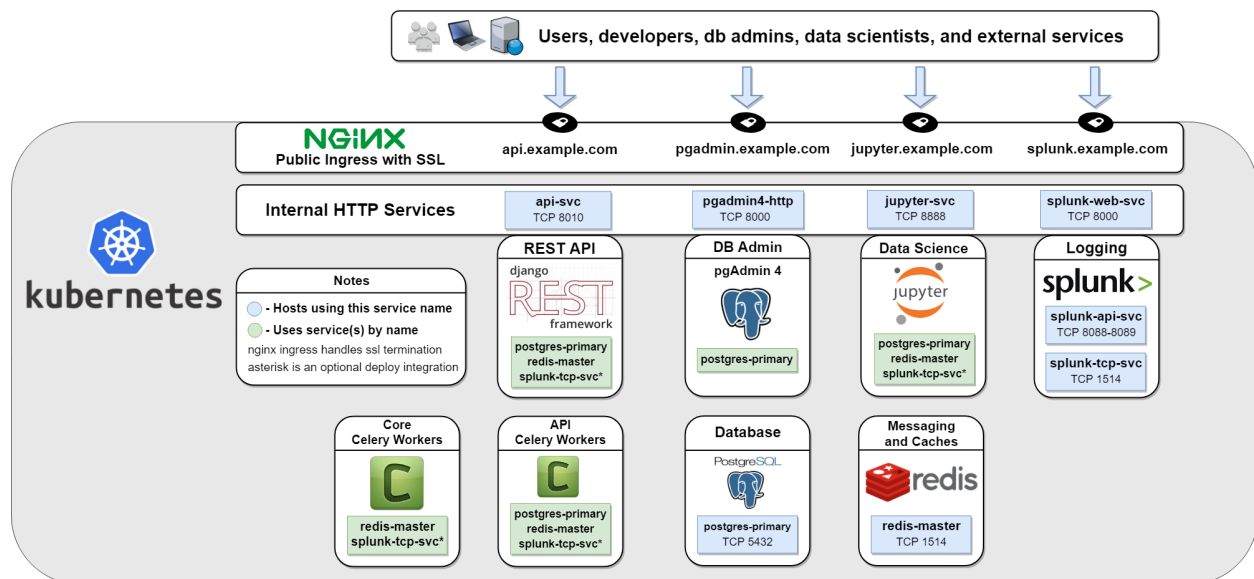 Users, developers, db admins, data scientists, and external services
NGINX
Public Ingress with SSL
api.example.com
pgadmin.example.com
jupyter.example.com
splunk.example.com
Internal HTTP Services
api-svc
TCP 8010
pgadmin4-http
TCP 8000
jupyter-svc
TCP 8888
splunk-web-svc
TCP 8000
kubernetes
Notes
- Hosts using this service name
- Uses service(s) by name
nginx ingress handles ssl termination
asterisk is an optional deploy integration
REST API
django
REST
framework
postgres-primary
redis-master
splunk-tcp-svc*
DB Admin
pgAdmin 4
postgres-primary
Data Science
jupyter
postgres-primary
redis-master
splunk-tcp-svc*
Logging
splunk>
splunk-api-svc
TCP 8088-8089
splunk-tcp-svc
TCP 1514
Core
Celery Workers
C
redis-master
splunk-tcp-svc*
API
Celery Workers
C
postgres-primary
redis-master
splunk-tcp-svc*
Database
PostgreSQL
postgres-primary
TCP 5432
Messaging
and Caches
redis
redis-master
TCP 1514